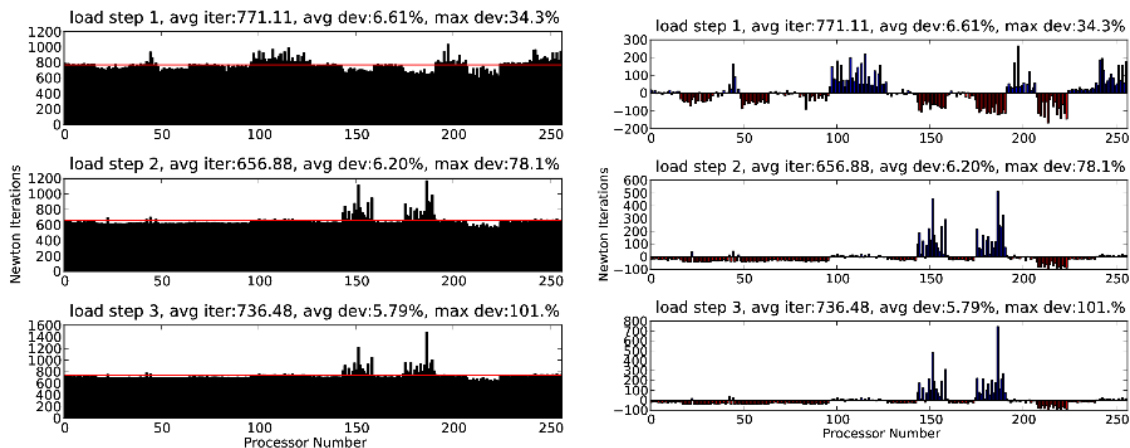 load step 1, avg iter:771.11, avg dev:6.61%, max dev:34.3%
1200
1000
800
600
400
200
0
0 50 100 150 200 250
load step 2, avg iter:656.88, avg dev:6.20%, max dev:78.1%
Newton Iterations
1200
1000
800
600
400
200
0
0 50 100 150 200 250
load step 3, avg iter:736.48, avg dev:5.79%, max dev:101.%
1600
1400
1200
1000
800
600
400
200
0
0 50 100 150 200 250
Processor Number
load step 1, avg iter:771.11, avg dev:6.61%, max dev:34.3%
300
200
100
0
−100
−200
0 50 100 150 200 250
load step 2, avg iter:656.88, avg dev:6.20%, max dev:78.1%
Newton Iterations
600
500
400
300
200
100
0
−100
0 50 100 150 200 250
load step 3, avg iter:736.48, avg dev:5.79%, max dev:101.%
800
700
600
500
400
300
200
100
0
−100
0 50 100 150 200 250
Processor Number